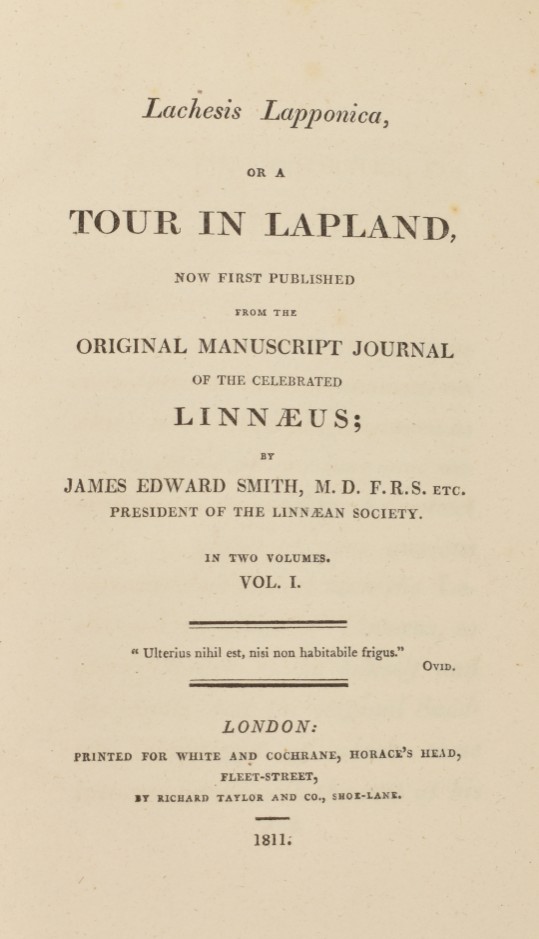 Lachesis Lapponica,
OR A
TOUR IN LAPLAND,
NOW FIRST PUBLISHED
FROM THE
ORIGINAL MANUSCRIPT JOURNAL
OF THE CELEBRATED
LINNÆUS;
BY
JAMES EDWARD SMITH, M. D. F. R. S. ETC.
PRESIDENT OF THE LINNÆAN SOCIETY.
IN TWO VOLUMES.
VOL. I.
“ Ulterius nihil est, nisi non habitabile frigus.”
OVID.
LONDON:
PRINTED FOR WHITE AND COCHRANE, HORACE'S HEAD,
FLEET-STREET,
BY RICHARD TAYLOR AND CO., SHOE-LANE.
1811.